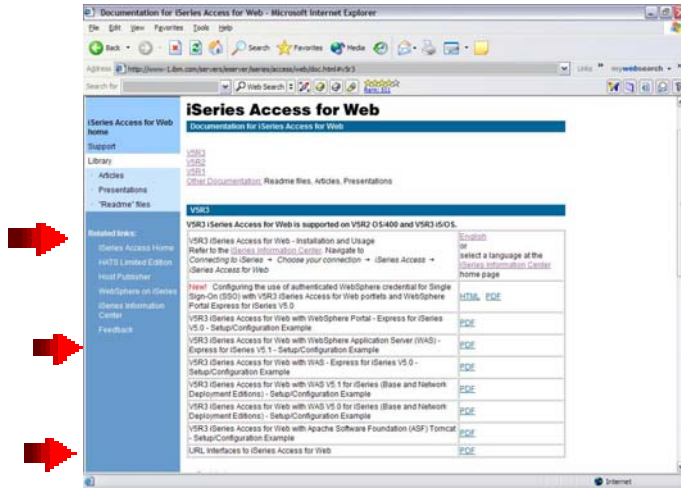 Documentation for iSeries Access for Web - Microsoft Internet Explorer
File Edit View Favorites Tools Help
Back Search Favorites Media
Address http://www-1.ibm.com/servers/eserver/iseries/access/web/doc.html#v5r3 Links mywebsearch
Search for Web Search
iSeries Access for Web home
Support
Library
Articles
Presentations
"Readme" files
Related links:
iSeries Access Home
HATS Limited Edition
Host Publisher
WebSphere on iSeries
iSeries Information
Center
Feedback
iSeries Access for Web
Documentation for iSeries Access for Web
V5R3
V5R2
V5R1
Other Documentation: Readme files, Articles, Presentations
V5R3
V5R3 iSeries Access for Web is supported on V5R2 OS/400 and V5R3 i5/OS.
V5R3 iSeries Access for Web - Installation and Usage
Refer to the iSeries Information Center. Navigate to
Connecting to iSeries → Choose your connection → iSeries Access →
iSeries Access for Web
English
or
select a language at the
iSeries Information Center
home page
New! Configuring the use of authenticated WebSphere credential for Single
Sign-On (SSO) with V5R3 iSeries Access for Web portlets and WebSphere
Portal Express for iSeries V5.0
HTML PDF
V5R3 iSeries Access for Web with WebSphere Portal - Express for iSeries
V5.0 - Setup/Configuration Example
PDF
V5R3 iSeries Access for Web with WebSphere Application Server (WAS) -
Express for iSeries V5.1 - Setup/Configuration Example
PDF
V5R3 iSeries Access for Web with WAS - Express for iSeries V5.0 -
Setup/Configuration Example
PDF
V5R3 iSeries Access for Web with WAS V5.1 for iSeries (Base and Network
Deployment Editions) - Setup/Configuration Example
PDF
V5R3 iSeries Access for Web with WAS V5.0 for iSeries (Base and Network
Deployment Editions) - Setup/Configuration Example
PDF
V5R3 iSeries Access for Web with Apache Software Foundation (ASF) Tomcat
- Setup/Configuration Example
PDF
URL Interfaces to iSeries Access for Web
PDF
Internet